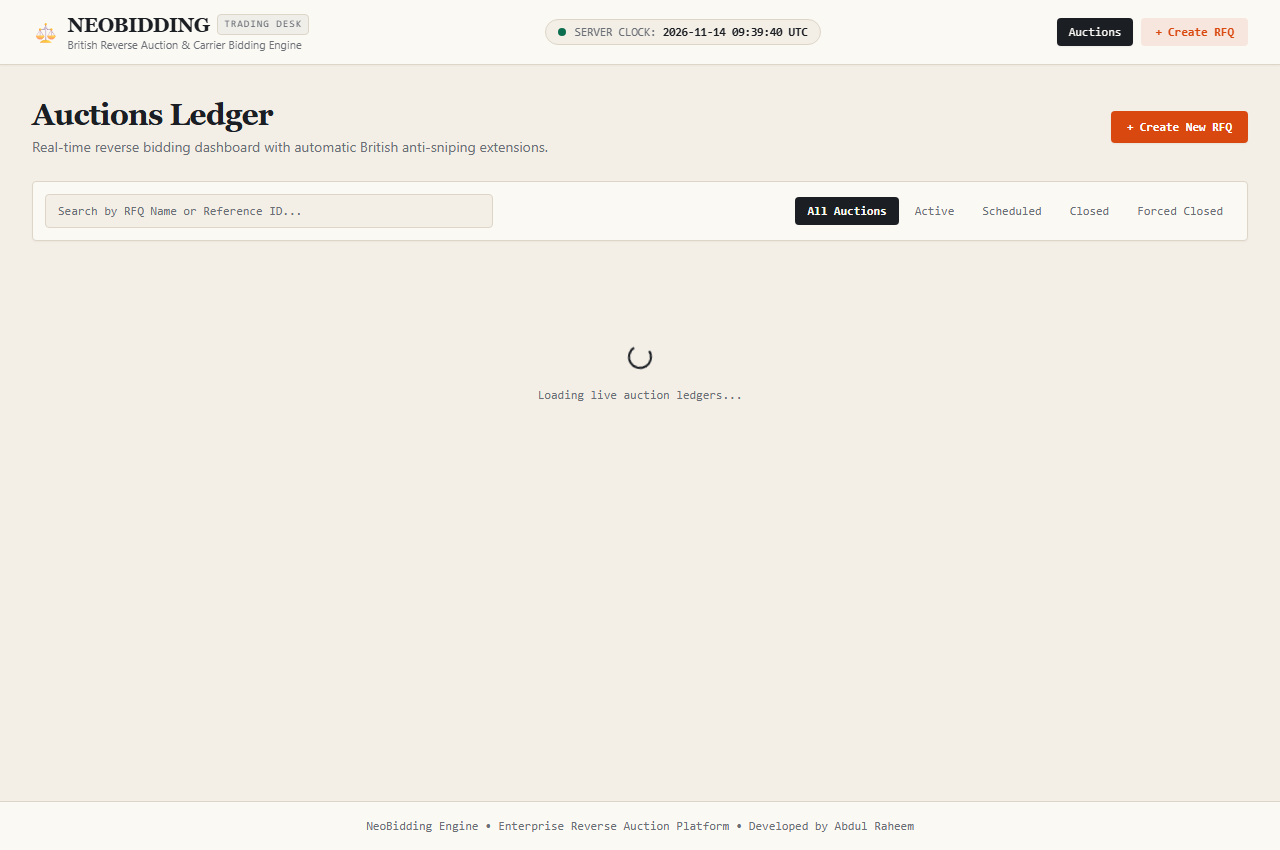 NEOBIDDING TRADING DESK
British Reverse Auction & Carrier Bidding Engine
SERVER CLOCK: 2026-11-14 09:39:40 UTC
Auctions + Create RFQ
Auctions Ledger
Real-time reverse bidding dashboard with automatic British anti-sniping extensions.
+ Create New RFQ
Search by RFQ Name or Reference ID...
All Auctions Active Scheduled Closed Forced Closed
Loading live auction ledgers...
NeoBidding Engine • Enterprise Reverse Auction Platform • Developed by Abdul Raheem